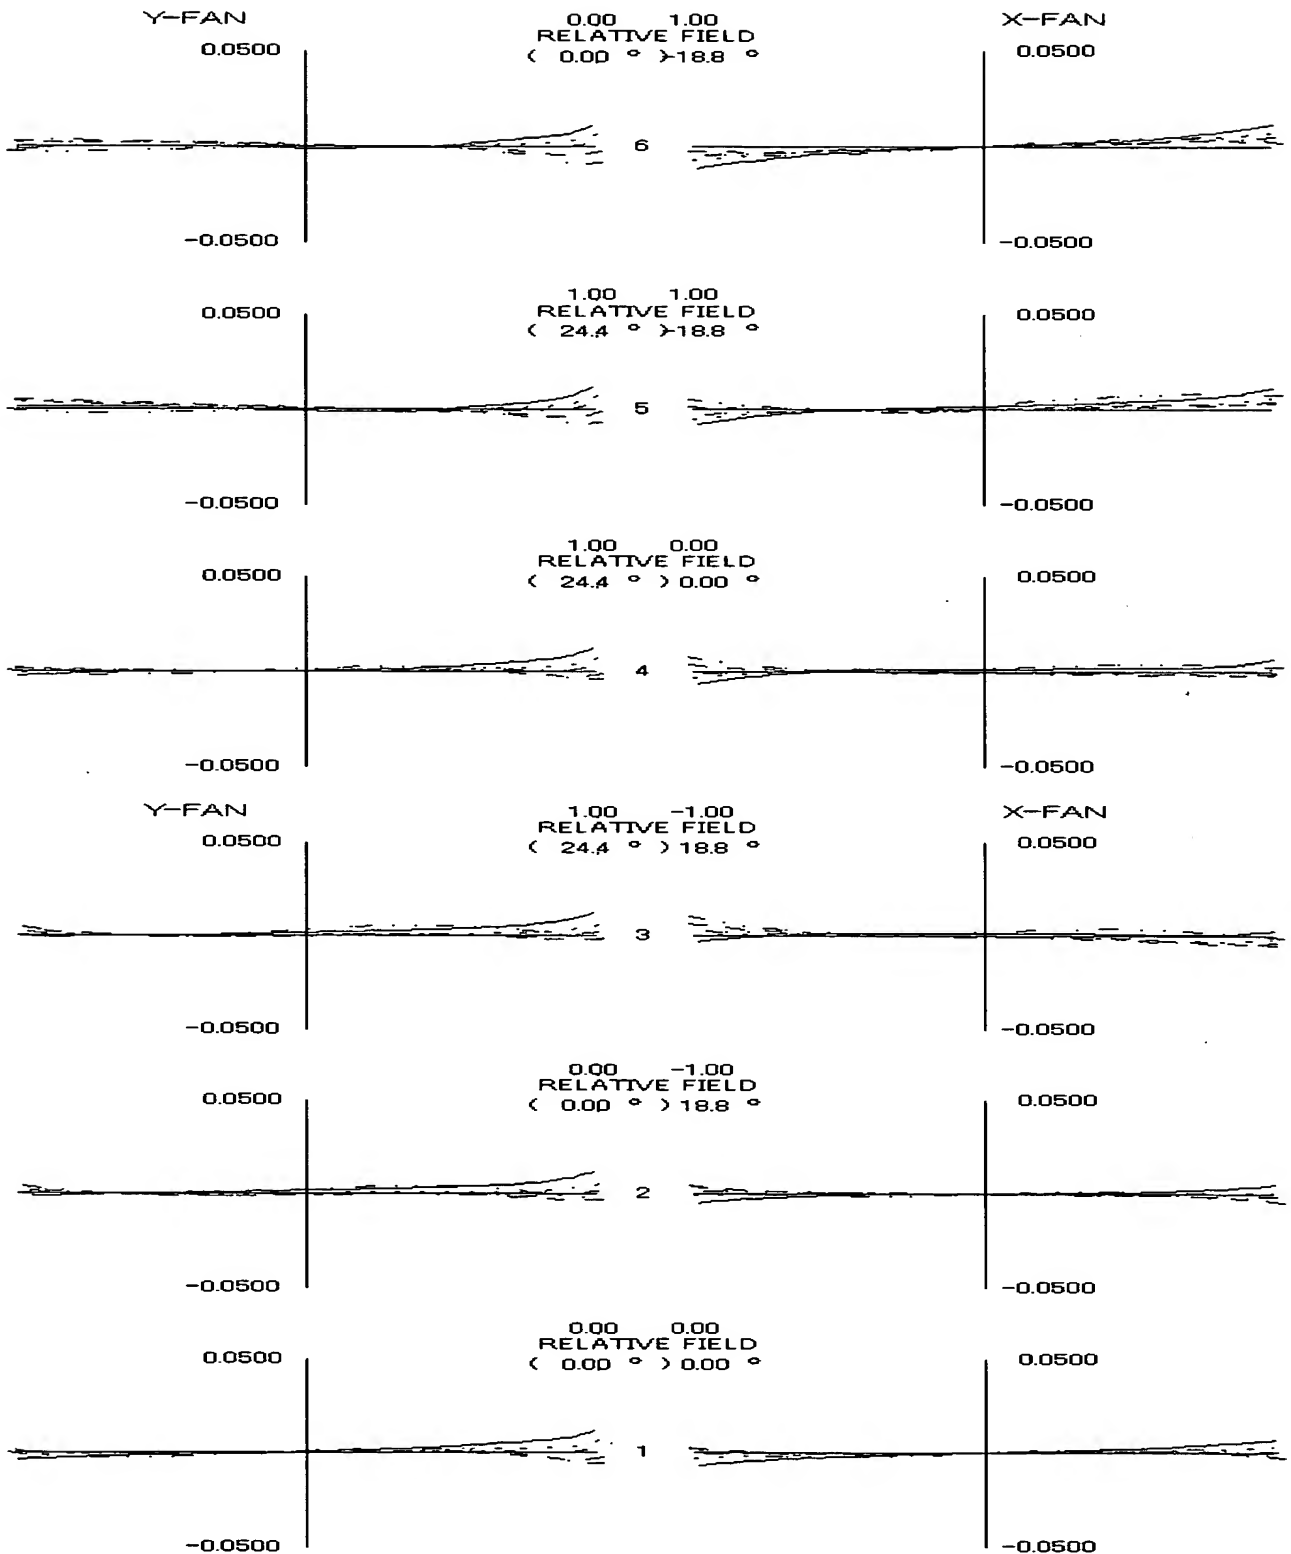 Y-FAN 0.00 1.00 X-FAN
RELATIVE FIELD
0.0500 ( 0.00 ° )-18.8 ° 0.0500
6
-0.0500 -0.0500
1.00 1.00
RELATIVE FIELD
0.0500 ( 24.4 ° )-18.8 ° 0.0500
5
-0.0500 -0.0500
1.00 0.00
RELATIVE FIELD
0.0500 ( 24.4 ° ) 0.00 ° 0.0500
4
-0.0500 -0.0500
Y-FAN 1.00 -1.00 X-FAN
RELATIVE FIELD
0.0500 ( 24.4 ° ) 18.8 ° 0.0500
3
-0.0500 -0.0500
0.00 -1.00
RELATIVE FIELD
0.0500 ( 0.00 ° ) 18.8 ° 0.0500
2
-0.0500 -0.0500
0.00 0.00
RELATIVE FIELD
0.0500 ( 0.00 ° ) 0.00 ° 0.0500
1
-0.0500 -0.0500